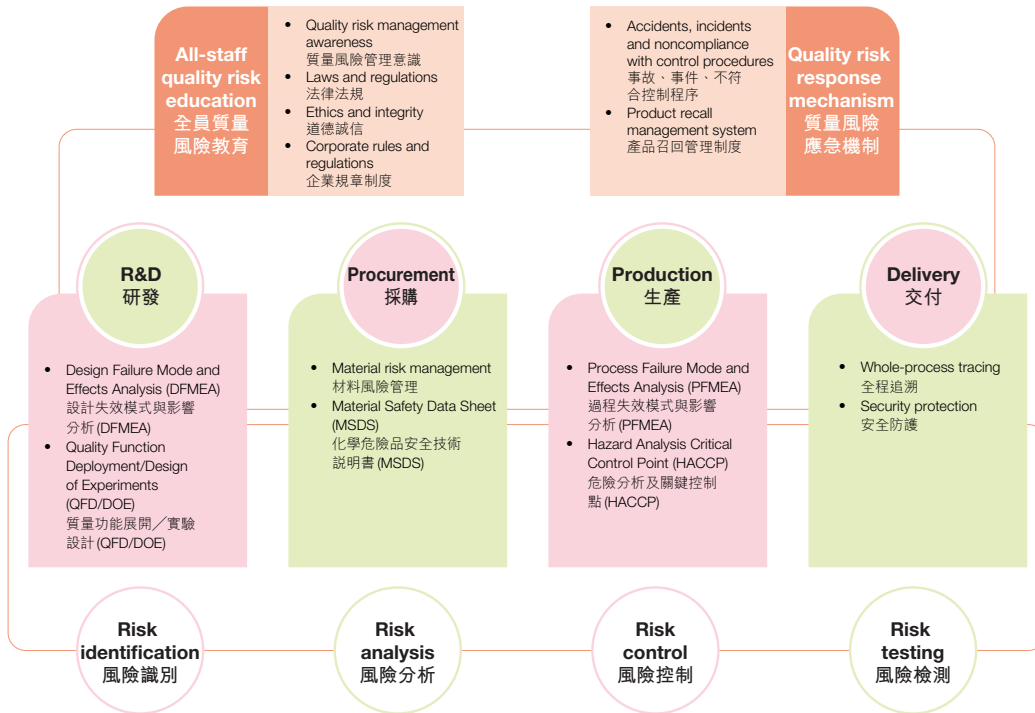 All-staff
quality risk
education
全員質量
風險教育
• Quality risk management
awareness
質量風險管理意識
• Laws and regulations
法律法規
• Ethics and integrity
道德誠信
• Corporate rules and
regulations
企業規章制度
• Accidents, incidents
and noncompliance
with control procedures
事故、事件、不符
合控制程序
• Product recall
management system
產品召回管理制度
Quality risk
response
mechanism
質量風險
應急機制
R&D
研發
• Design Failure Mode and
Effects Analysis (DFMEA)
設計失效模式與影響
分析 (DFMEA)
• Quality Function
Deployment/Design
of Experiments
(QFD/DOE)
質量功能展開／實驗
設計 (QFD/DOE)
Procurement
採購
• Material risk management
材料風險管理
• Material Safety Data Sheet
(MSDS)
化學危險品安全技術
説明書 (MSDS)
Production
生產
• Process Failure Mode and
Effects Analysis (PFMEA)
過程失效模式與影響
分析 (PFMEA)
• Hazard Analysis Critical
Control Point (HACCP)
危險分析及關鍵控制
點 (HACCP)
Delivery
交付
• Whole-process tracing
全程追溯
• Security protection
安全防護
Risk
identification
風險識別
Risk
analysis
風險分析
Risk
control
風險控制
Risk
testing
風險檢測